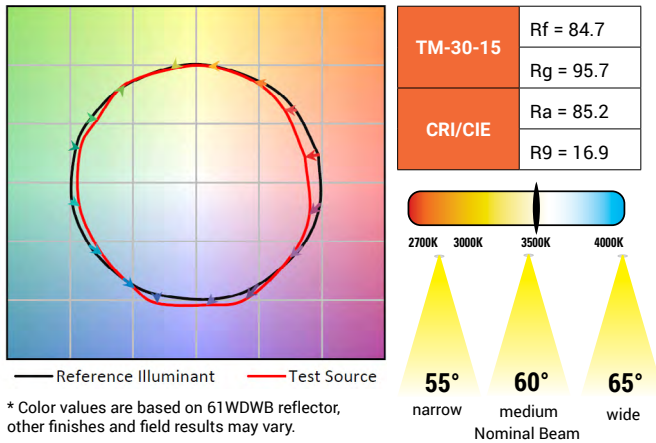 TM-30-15
Rf = 84.7
Rg = 95.7
CRI/CIE
Ra = 85.2
R9 = 16.9
2700K 3000K 3500K 4000K
Reference Illuminant Test Source
* Color values are based on 61WDWB reflector,
other finishes and field results may vary.
55° 60° 65°
narrow medium wide
Nominal Beam